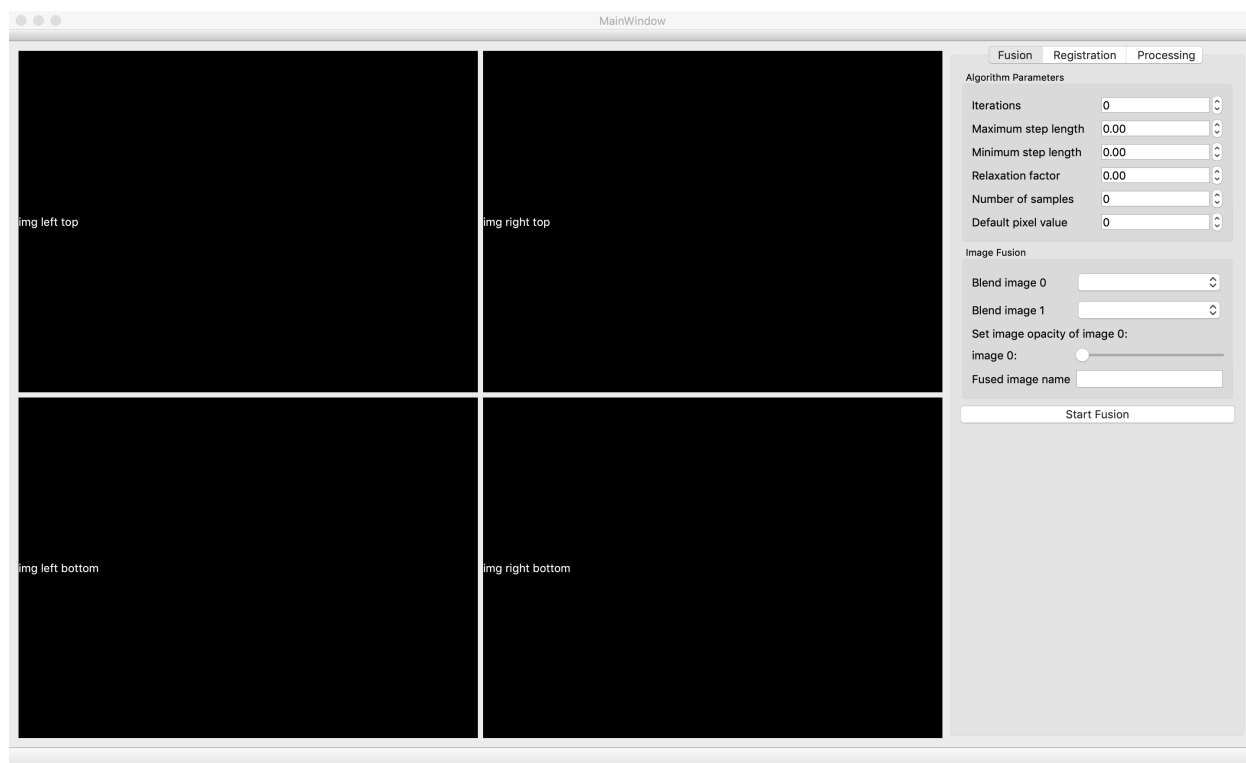 MainWindow
img left top
img right top
img left bottom
img right bottom
Fusion Registration Processing
Algorithm Parameters
Iterations 0
Maximum step length 0.00
Minimum step length 0.00
Relaxation factor 0.00
Number of samples 0
Default pixel value 0
Image Fusion
Blend image 0
Blend image 1
Set image opacity of image 0:
image 0:
Fused image name
Start Fusion